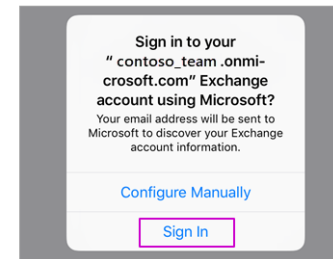 Sign in to your
" contoso_team .onmi-
crosoft.com" Exchange
account using Microsoft?
Your email address will be sent to
Microsoft to discover your Exchange
account information.
Configure Manually
Sign In